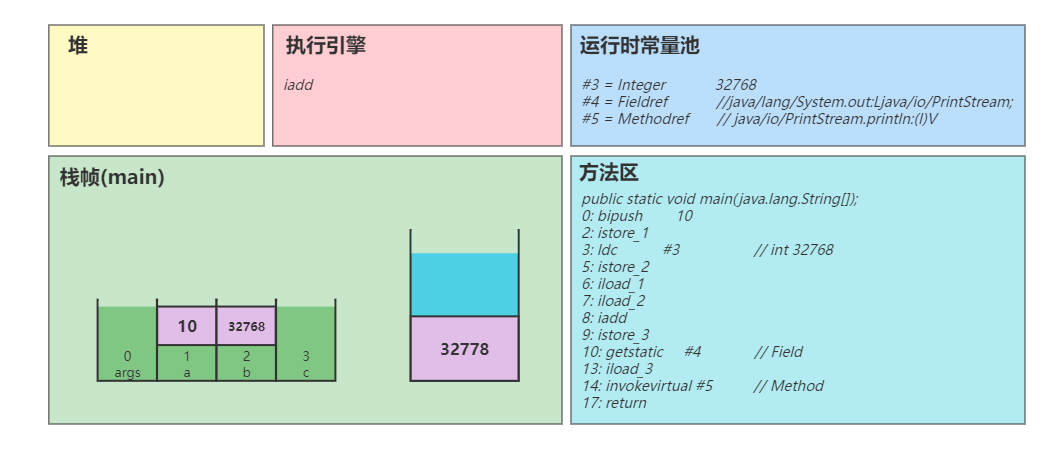 堆
执行引擎
iadd
运行时常量池
#3 = Integer 32768
#4 = Fieldref //java/lang/System.out:Ljava/io/PrintStream;
#5 = Methodref // java/io/PrintStream.println:(I)V
栈帧(main)
10
32768
0
args
1
a
2
b
3
c
32778
方法区
public static void main(java.lang.String[]);
0: bipush 10
2: istore_1
3: ldc #3 // int 32768
5: istore_2
6: iload_1
7: iload_2
8: iadd
9: istore_3
10: getstatic #4 // Field
13: iload_3
14: invokevirtual #5 // Method
17: return